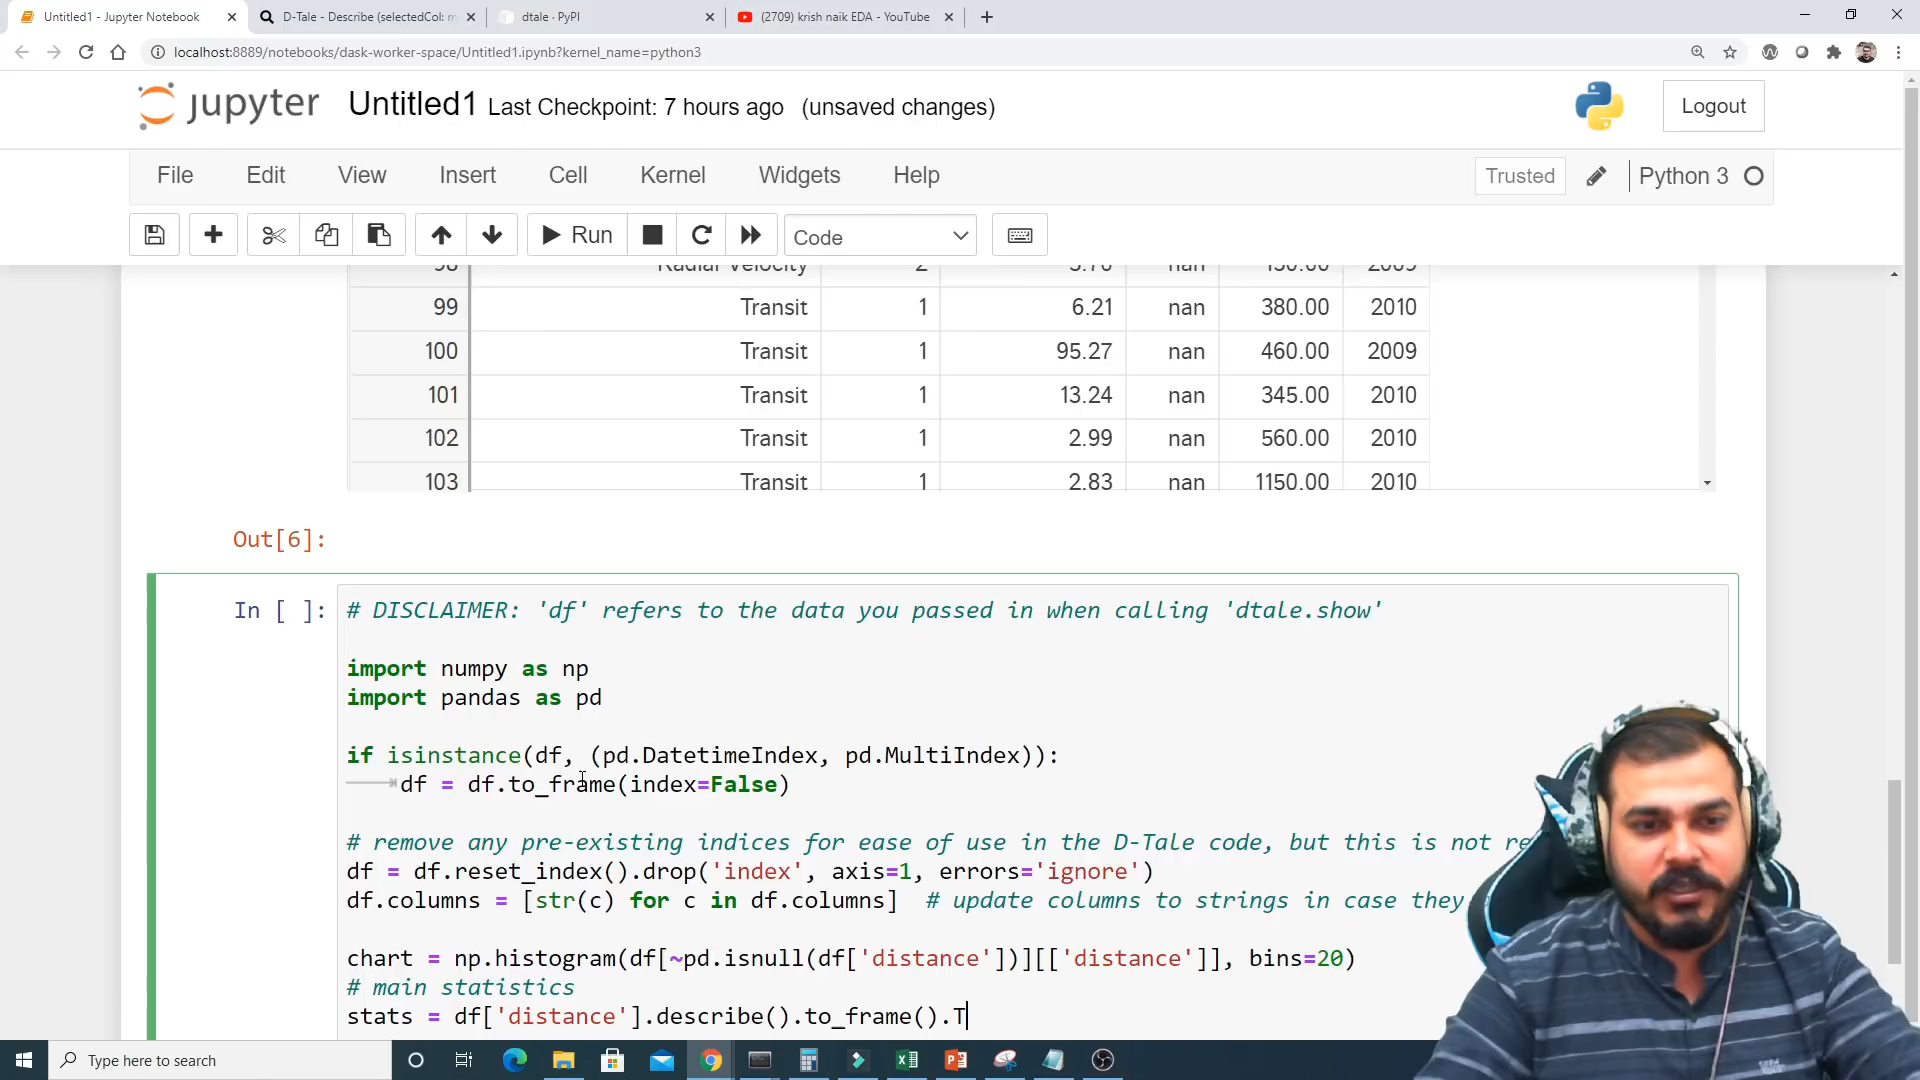 Untitled1 - Jupyter Notebook
D-Tale - Describe (selectedCol: m
dtale · PyPI
(2709) krish naik EDA - YouTube
localhost:8889/notebooks/dask-worker-space/Untitled1.ipynb?kernel_name=python3
jupyter Untitled1 Last Checkpoint: 7 hours ago (unsaved changes)
Logout
File Edit View Insert Cell Kernel Widgets Help
Trusted Python 3
Run Code
98 Radial Velocity 2 nan 2009
99 Transit 1 6.21 nan 380.00 2010
100 Transit 1 95.27 nan 460.00 2009
101 Transit 1 13.24 nan 345.00 2010
102 Transit 1 2.99 nan 560.00 2010
103 Transit 1 2.83 nan 1150.00 2010
Out[6]:
In [ ]: # DISCLAIMER: 'df' refers to the data you passed in when calling 'dtale.show'
import numpy as np
import pandas as pd
if isinstance(df, (pd.DatetimeIndex, pd.MultiIndex)):
df = df.to_frame(index=False)
# remove any pre-existing indices for ease of use in the D-Tale code, but this is not re
df = df.reset_index().drop('index', axis=1, errors='ignore')
df.columns = [str(c) for c in df.columns]  # update columns to strings in case they
chart = np.histogram(df[~pd.isnull(df['distance'])][['distance']], bins=20)
# main statistics
stats = df['distance'].describe().to_frame().T
Type here to search